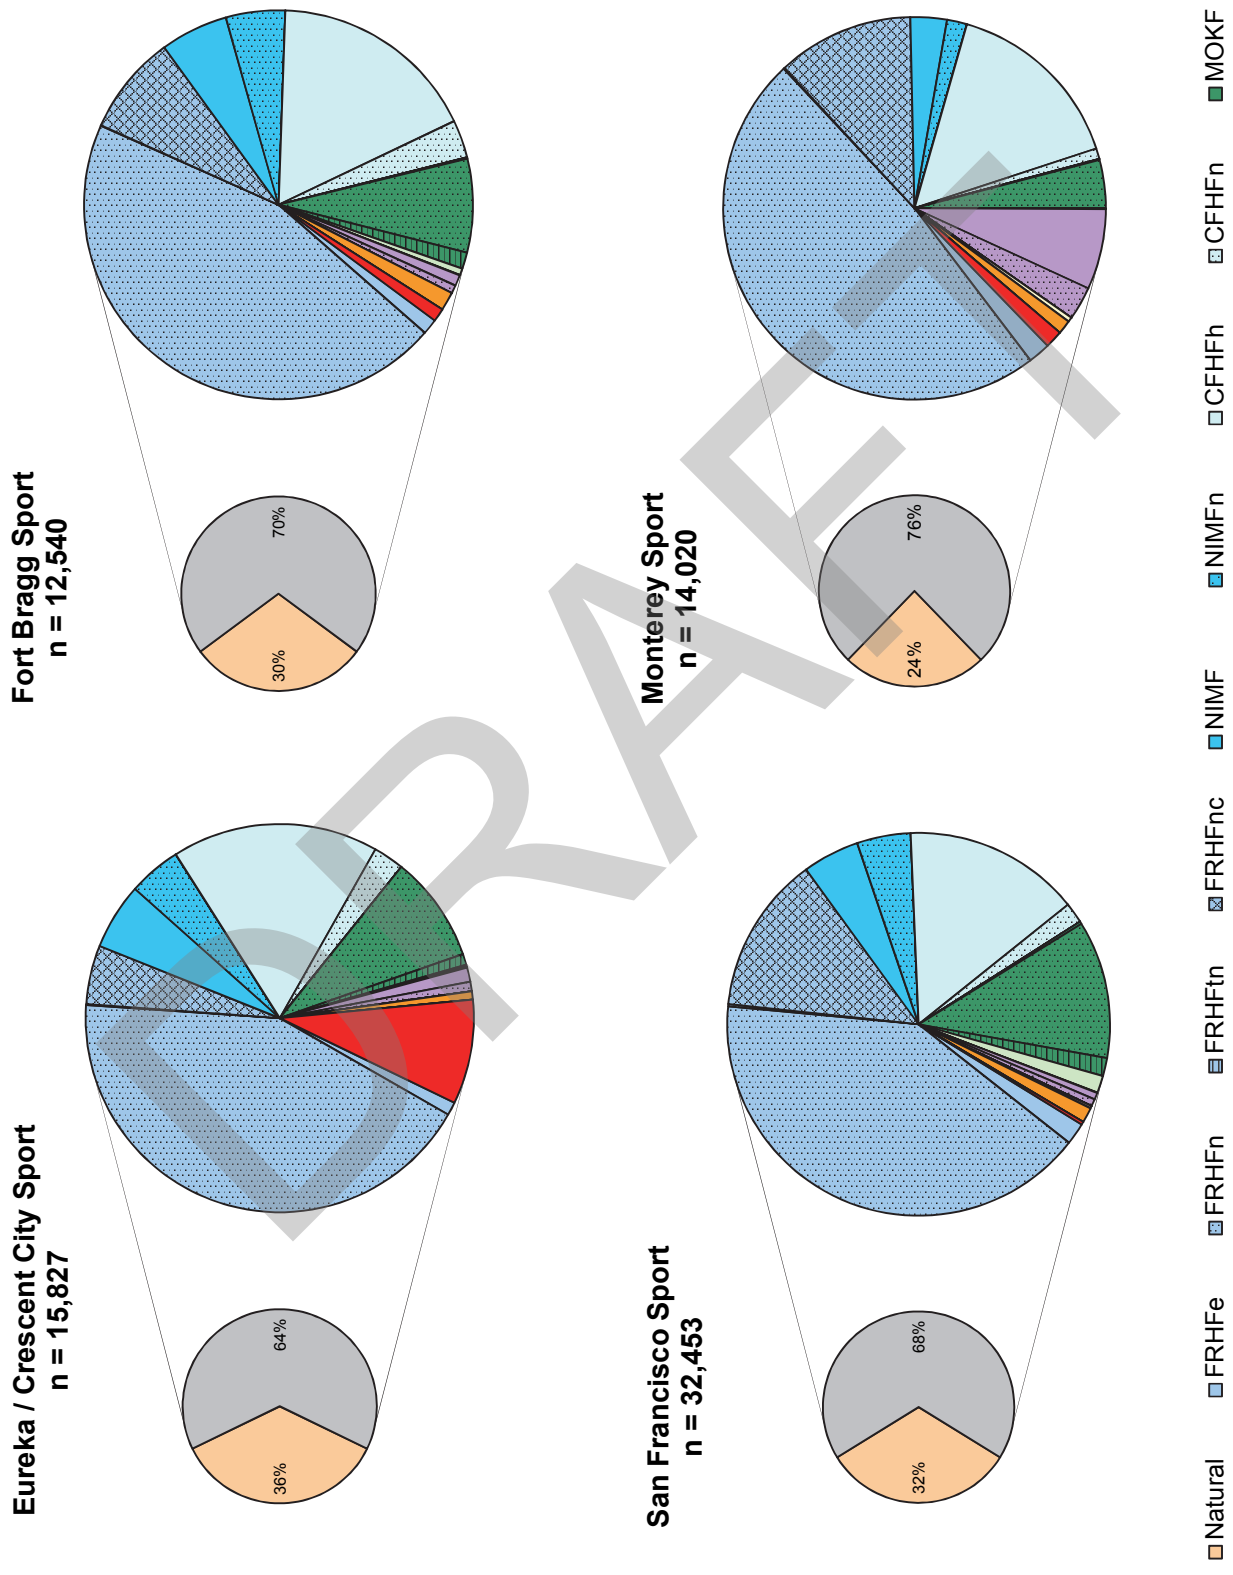 Eureka / Crescent City Sport
n = 15,827
36%
64%
Fort Bragg Sport
n = 12,540
30%
70%
San Francisco Sport
n = 32,453
32%
68%
Monterey Sport
n = 14,020
24%
76%
Natural FRHFe FRHFn FRHFtn FRHFnc NIMF NIMFn CFHFh CFHFn MOKF
DRAFT